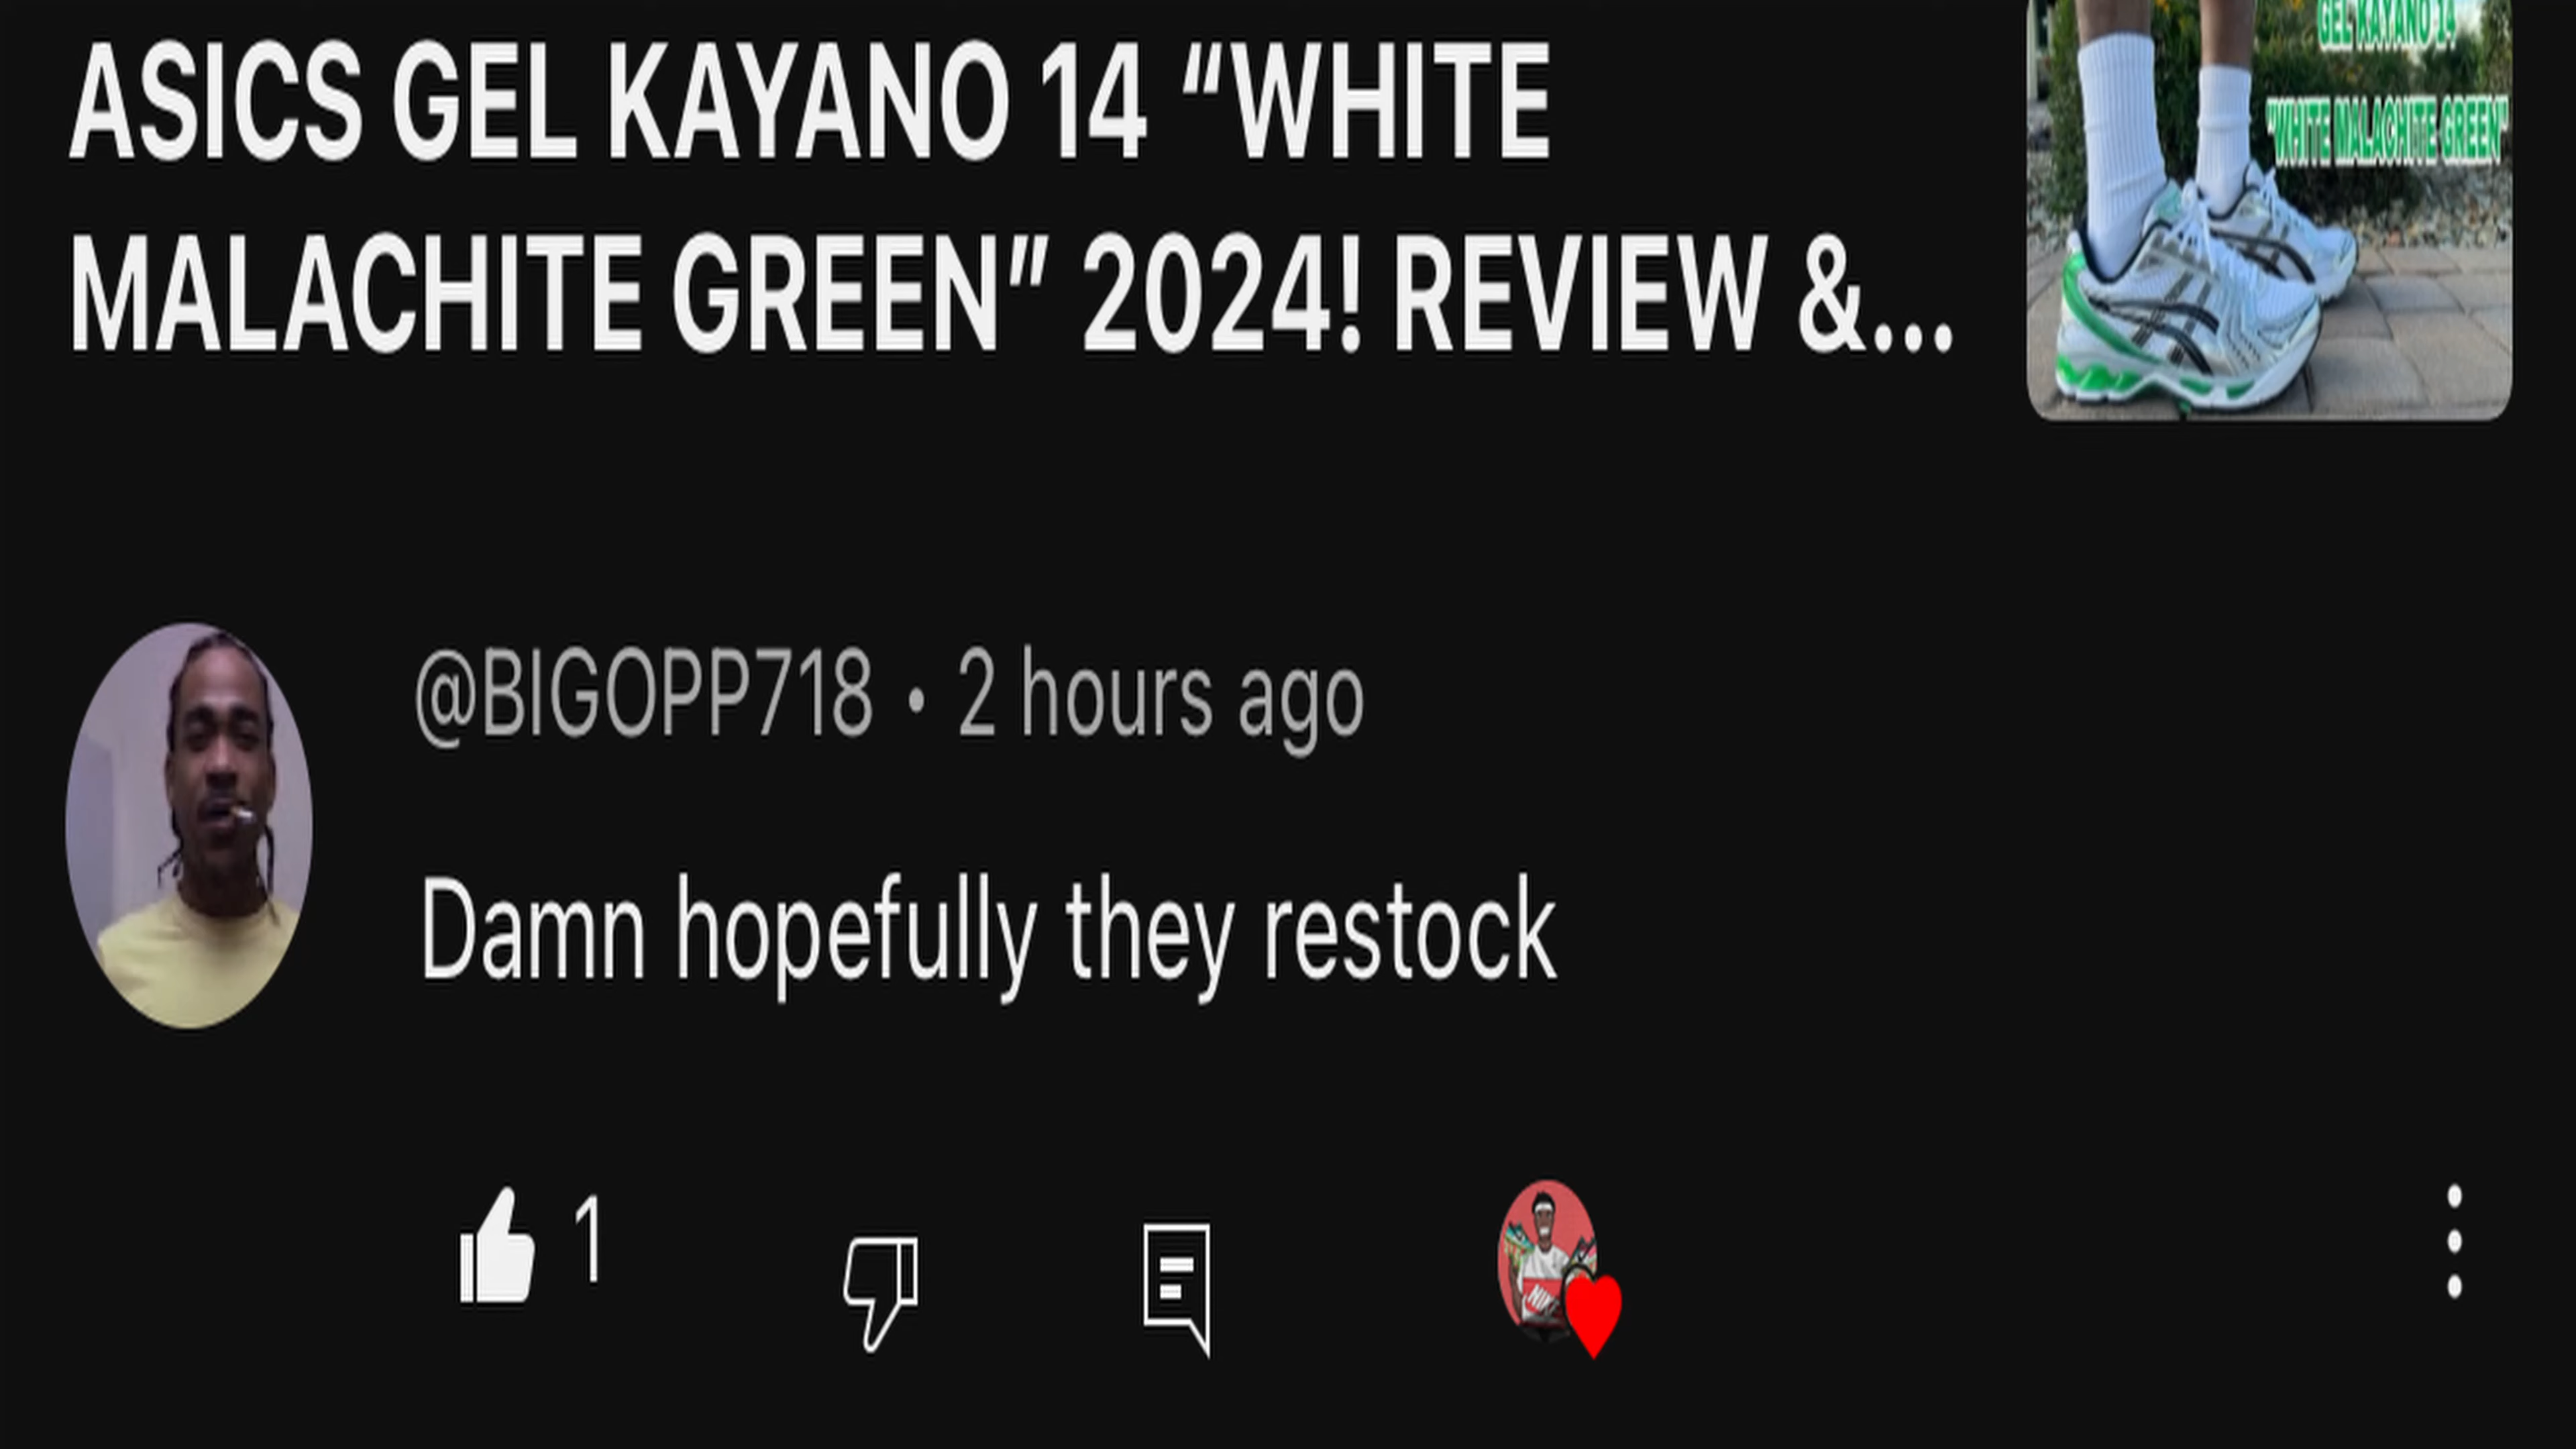 ASICS GEL KAYANO 14 “WHITE
MALACHITE GREEN” 2024! REVIEW &...
GEL KAYANO 14
"WHITE MALACHITE GREEN"
@BIGOPP718 • 2 hours ago
Damn hopefully they restock
1